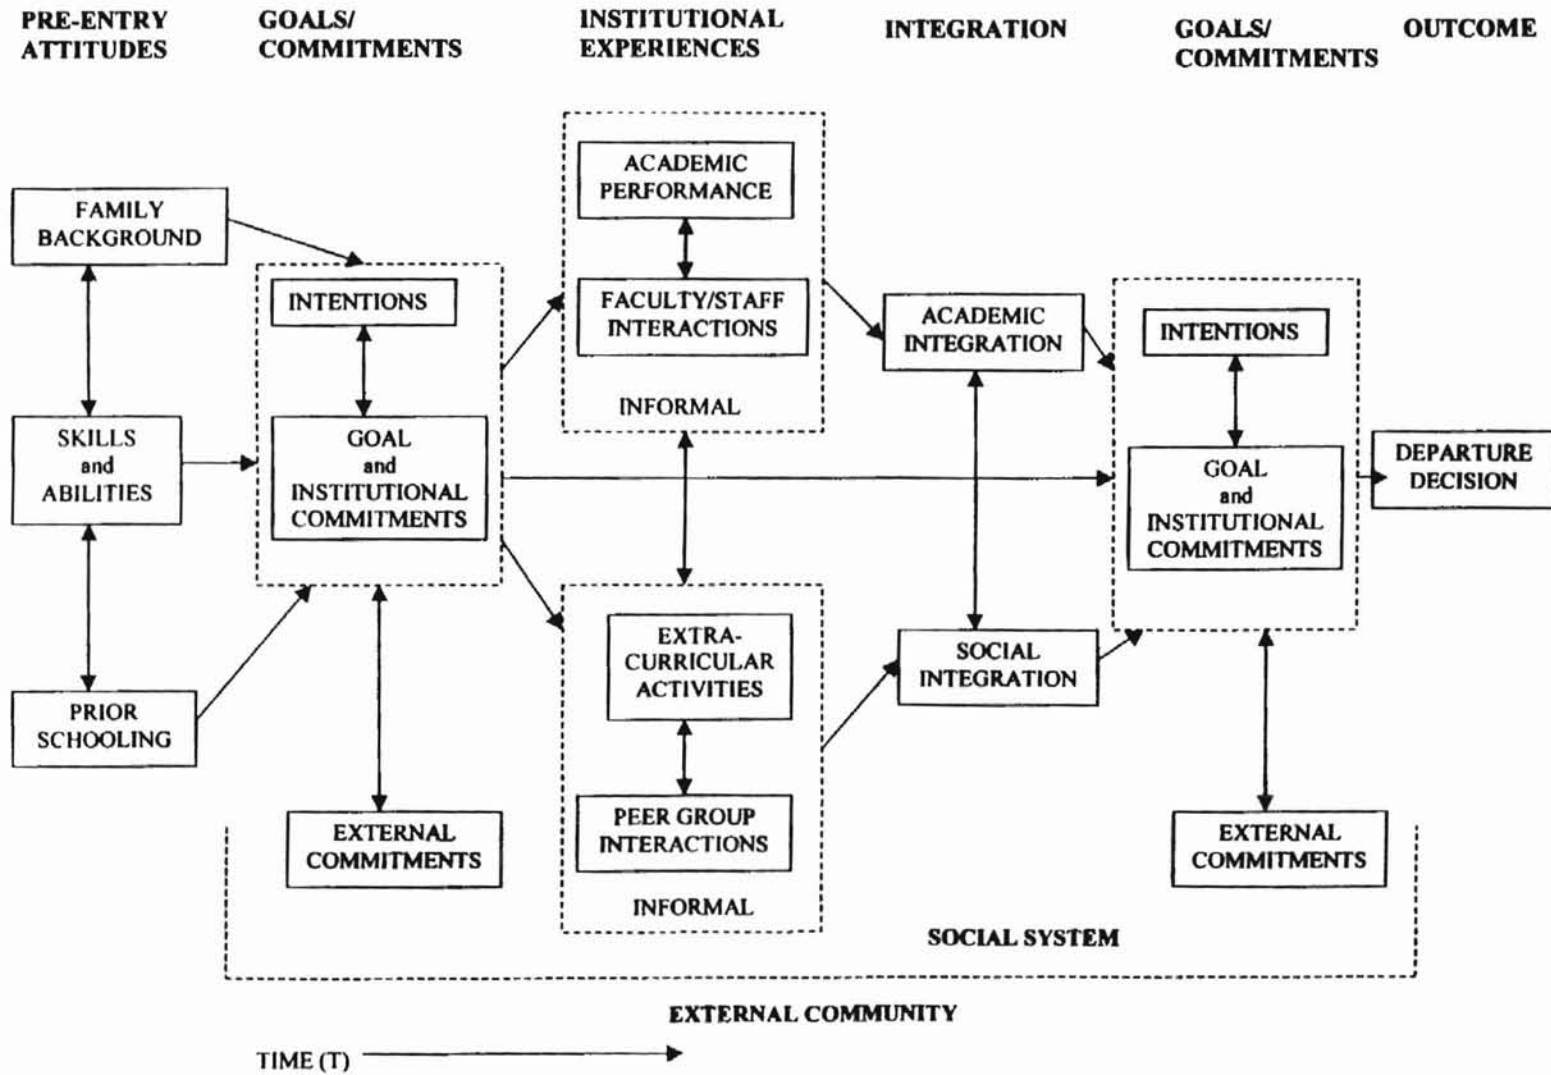 PRE-ENTRY
ATTITUDES
GOALS/
COMMITMENTS
INSTITUTIONAL
EXPERIENCES
INTEGRATION
GOALS/
COMMITMENTS
OUTCOME
FAMILY
BACKGROUND
SKILLS
and
ABILITIES
PRIOR
SCHOOLING
INTENTIONS
GOAL
and
INSTITUTIONAL
COMMITMENTS
EXTERNAL
COMMITMENTS
ACADEMIC
PERFORMANCE
FACULTY/STAFF
INTERACTIONS
INFORMAL
EXTRA-
CURRICULAR
ACTIVITIES
PEER GROUP
INTERACTIONS
INFORMAL
ACADEMIC
INTEGRATION
SOCIAL
INTEGRATION
INTENTIONS
GOAL
and
INSTITUTIONAL
COMMITMENTS
EXTERNAL
COMMITMENTS
DEPARTURE
DECISION
SOCIAL SYSTEM
EXTERNAL COMMUNITY
TIME (T)